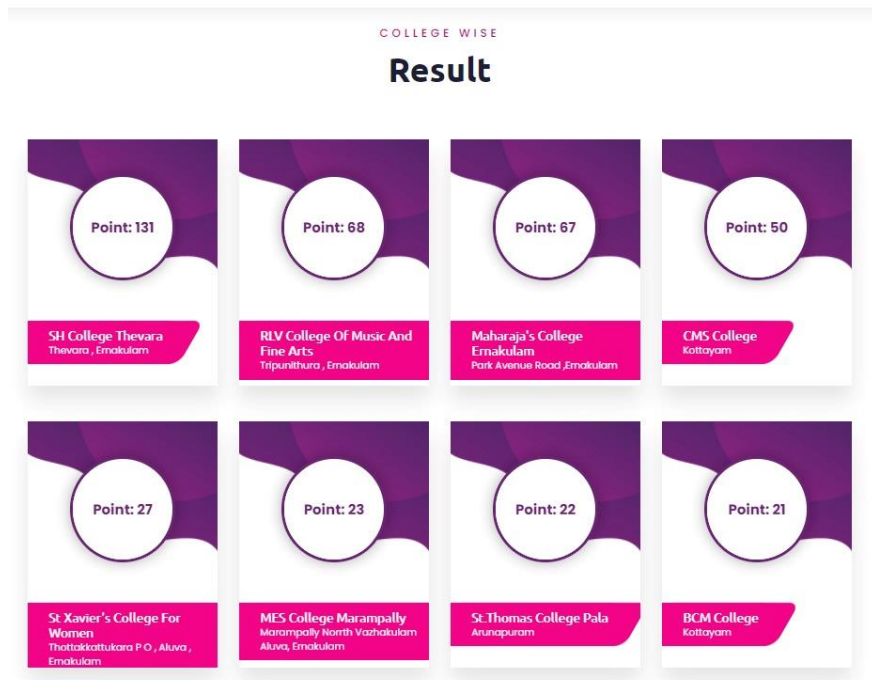 COLLEGE WISE
Result
Point: 131
SH College Thevara
Thevara , Ernakulam
Point: 68
RLV College Of Music And
Fine Arts
Tripunithura , Ernakulam
Point: 67
Maharaja's College
Ernakulam
Park Avenue Road ,Ernakulam
Point: 50
CMS College
Kottayam
Point: 27
St Xavier's College For
Women
Thottakkattukara P O , Aluva ,
Ernakulam
Point: 23
MES College Marampally
Marampally Norrth Vazhakulam
Aluva, Ernakulam
Point: 22
St.Thomas College Pala
Arunapuram
Point: 21
BCM College
Kottayam